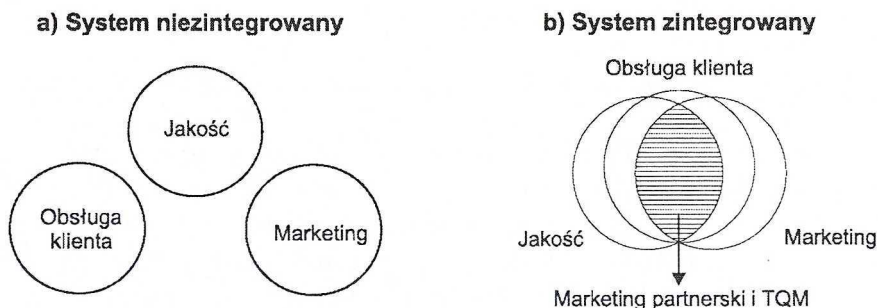 a) System niezintegrowany
Jakość
Obsługa
klienta
Marketing
b) System zintegrowany
Obsługa klienta
Jakość
Marketing
Marketing partnerski i TQM